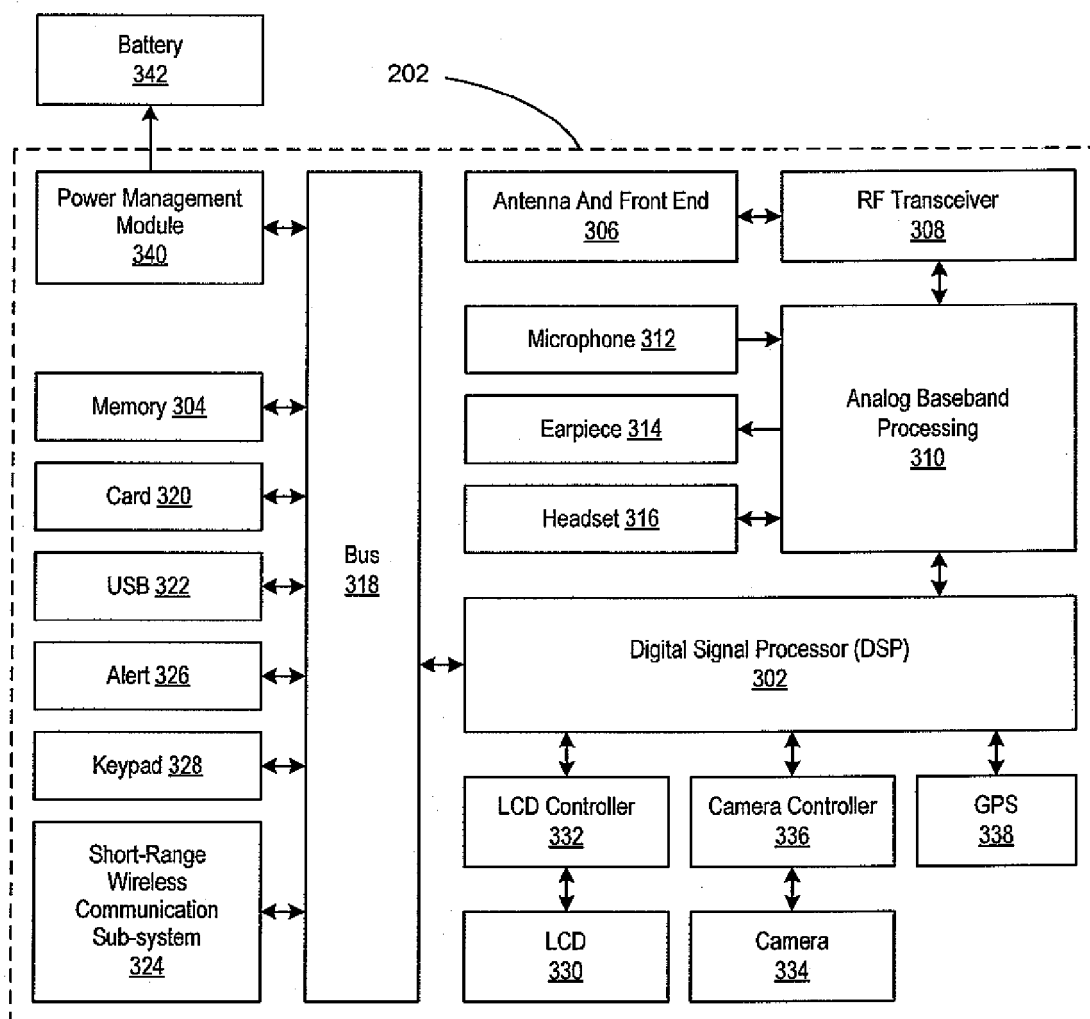 Battery
342
202
Power Management
Module
340
Antenna And Front End
306
RF Transceiver
308
Microphone 312
Memory 304
Earpiece 314
Analog Baseband
Processing
310
Card 320
Headset 316
Bus
318
USB 322
Digital Signal Processor (DSP)
302
Alert 326
Keypad 328
LCD Controller
332
Camera Controller
336
GPS
338
Short-Range
Wireless
Communication
Sub-system
324
LCD
330
Camera
334